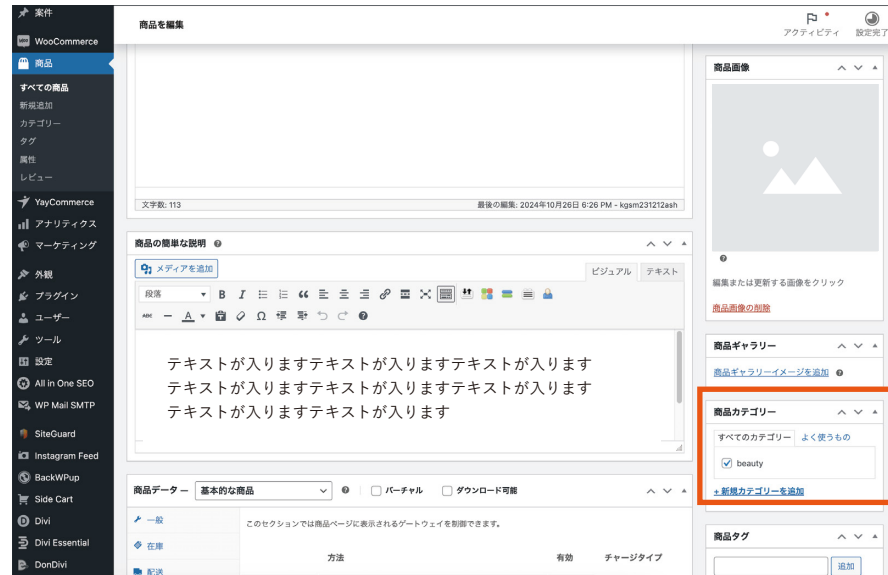 案件
WooCommerce
商品
すべての商品
新規追加
カテゴリー
タグ
属性
レビュー
YayCommerce
アナリティクス
マーケティング
外観
プラグイン
ユーザー
ツール
設定
All in One SEO
WP Mail SMTP
SiteGuard
Instagram Feed
BackWPup
Side Cart
Divi
Divi Essential
DonDivi
商品を編集
アクティビティ
設定完了
文字数: 113
最後の編集: 2024年10月26日 6:26 PM - kgsm231212ash
商品の簡単な説明
メディアを追加
ビジュアル テキスト
段落
テキストが入りますテキストが入りますテキストが入ります
テキストが入りますテキストが入りますテキストが入ります
テキストが入りますテキストが入ります
商品データ — 基本的な商品 バーチャル ダウンロード可能
一般
在庫
配送
このセクションでは商品ページに表示されるゲートウェイを制御できます。
方法 有効 チャージタイプ
商品画像
編集または更新する画像をクリック
商品画像の削除
商品ギャラリー
商品ギャラリーイメージを追加
商品カテゴリー
すべてのカテゴリー よく使うもの
beauty
+ 新規カテゴリーを追加
商品タグ
追加